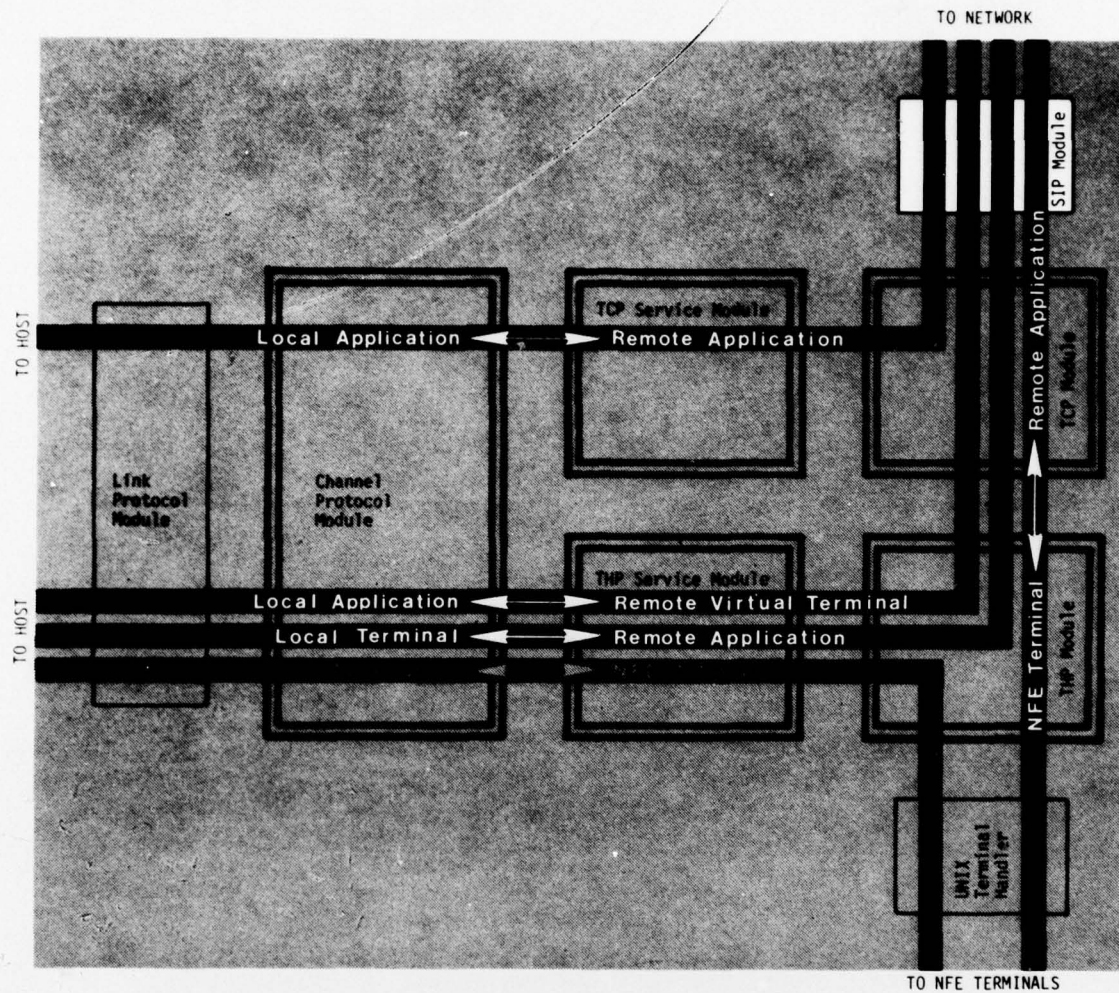 TO NETWORK
SIP Module
TO HOST
Local Application
TCP Service Module
Remote Application
Remote Application
TCP Module
Link
Protocol
Module
Channel
Protocol
Module
TO HOST
THP Service Module
Local Application
Remote Virtual Terminal
Local Terminal
Remote Application
NFE Terminal
THP Module
UNIX
Terminal
Handler
TO NFE TERMINALS